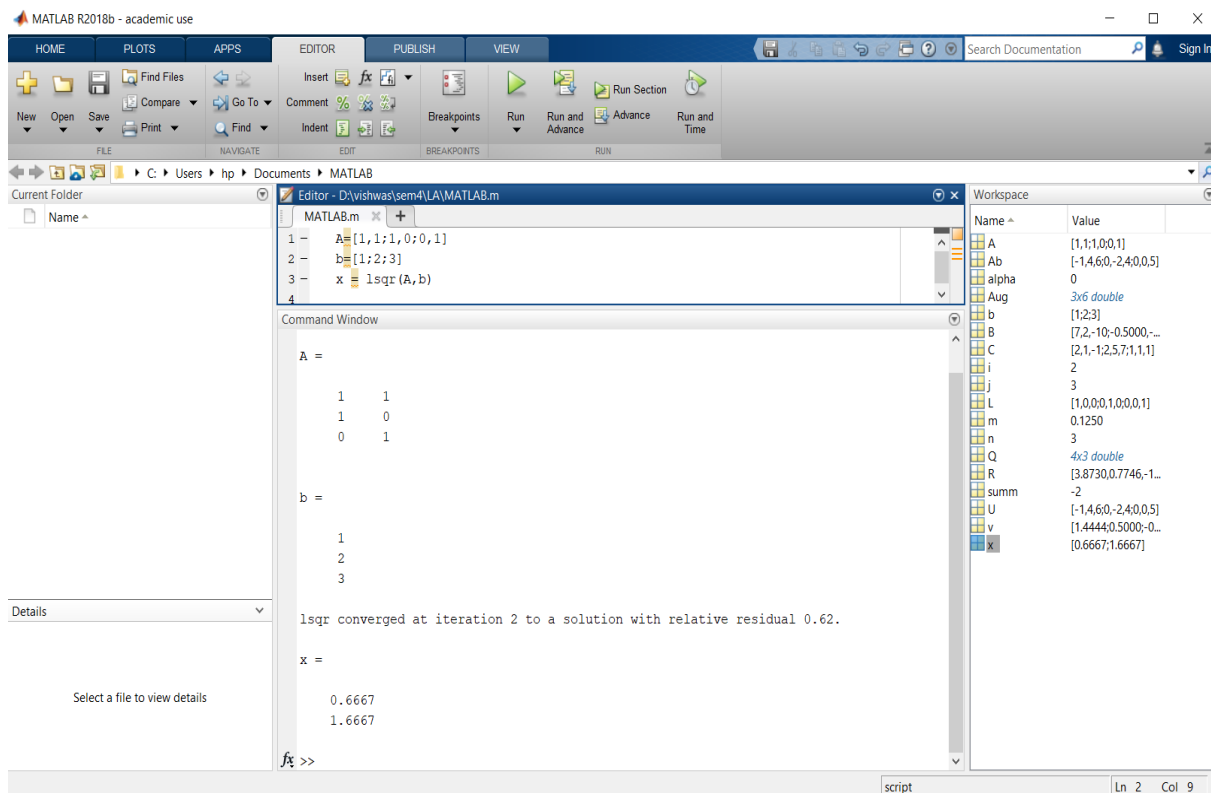 MATLAB R2018b - academic use
HOME PLOTS APPS EDITOR PUBLISH VIEW Search Documentation Sign In
New Open Save Find Files Compare Print
FILE
Go To Find
NAVIGATE
Insert fx
Comment %
Indent
EDIT
Breakpoints
BREAKPOINTS
Run Run and Advance Run Section Advance Run and Time
RUN
C: Users hp Documents MATLAB
Current Folder
Name
Editor - D:\vishwas\sem4\LA\MATLAB.m
MATLAB.m +
1 - A=[1,1;1,0;0,1]
2 - b=[1;2;3]
3 - x = lsqr(A,b)
4
Command Window
A =
1 1
1 0
0 1
b =
1
2
3
lsqr converged at iteration 2 to a solution with relative residual 0.62.
x =
0.6667
1.6667
fx >>
Details
Select a file to view details
Workspace
Name Value
A [1,1;1,0;0,1]
Ab [-1,4,6;0,-2,4;0,0,5]
alpha 0
Aug 3x6 double
b [1;2;3]
B [7,2,-10;-0.5000,-...
C [2,1,-1;2,5,7;1,1,1]
i 2
j 3
L [1,0,0;0,1,0;0,0,1]
m 0.1250
n 3
Q 4x3 double
R [3.8730,0.7746,-1...
summ -2
U [-1,4,6;0,-2,4;0,0,5]
v [1.4444;0.5000;-0...
x [0.6667;1.6667]
script Ln 2 Col 9